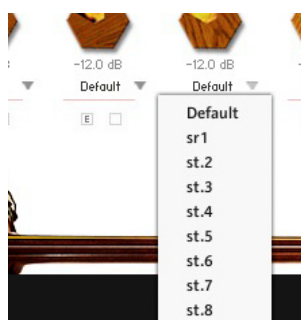 -12.0 dB
-12.0 dB
Default
Default
E
Default
sr1
st.2
st.3
st.4
st.5
st.6
st.7
st.8